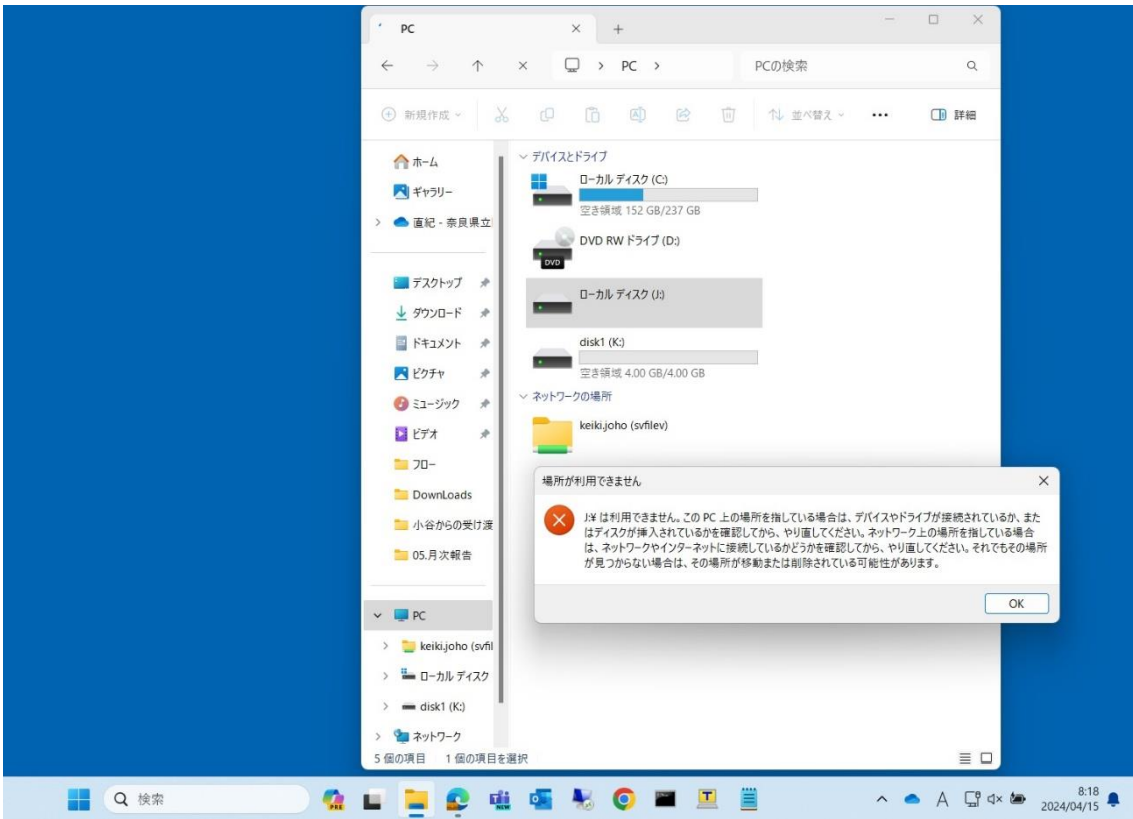 PC
PC
PCの検索
新規作成
並べ替え
詳細
ホーム
ギャラリー
直紀 - 奈良県立
デスクトップ
ダウンロード
ドキュメント
ピクチャ
ミュージック
ビデオ
フロー
DownLoads
小谷からの受け渡
05.月次報告
PC
keiki.joho (svfil
ローカル ディスク
disk1 (K:)
ネットワーク
デバイスとドライブ
ローカル ディスク (C:)
空き領域 152 GB/237 GB
DVD RW ドライブ (D:)
DVD
ローカル ディスク (J:)
disk1 (K:)
空き領域 4.00 GB/4.00 GB
ネットワークの場所
keiki.joho (svfilev)
場所が利用できません
J:¥ は利用できません。この PC 上の場所を指している場合は、デバイスやドライブが接続されているか、また
はディスクが挿入されているかを確認してから、やり直してください。ネットワーク上の場所を指している場合
は、ネットワークやインターネットに接続しているかどうかを確認してから、やり直してください。それでもその場所
が見つからない場合は、その場所が移動または削除されている可能性があります。
OK
5 個の項目 1 個の項目を選択
検索
PRE
NEW
T
A
8:18
2024/04/15